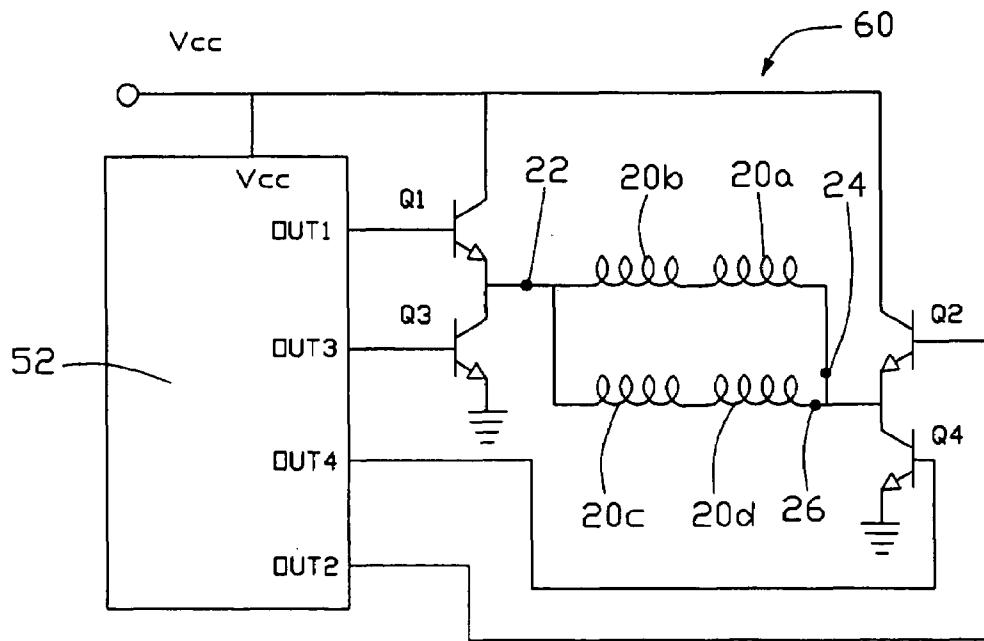 60
Vcc
Vcc
22
20b
20a
24
Q1
OUT1
Q3
Q2
52
OUT3
Q4
OUT4
20c
20d
26
OUT2